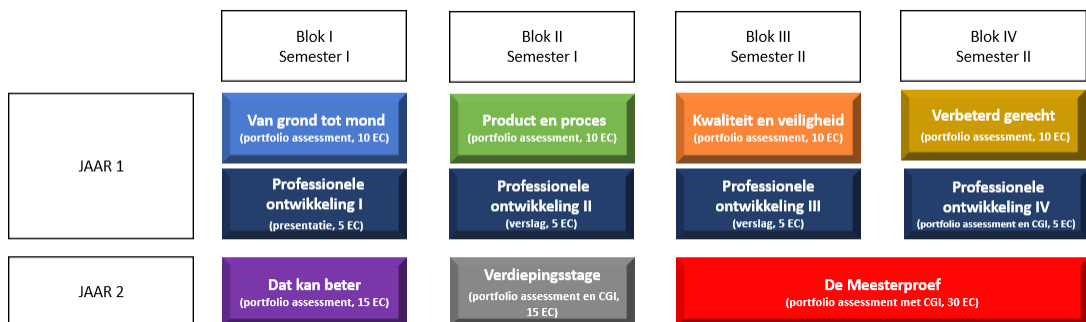 Blok I
Semester I
Blok II
Semester I
Blok III
Semester II
Blok IV
Semester II
JAAR 1
Van grond tot mond
(portfolio assessment, 10 EC)
Product en proces
(portfolio assessment, 10 EC)
Kwaliteit en veiligheid
(portfolio assessment, 10 EC)
Verbeterd gerecht
(portfolio assessment, 10 EC)
Professionele
ontwikkeling I
(presentatie, 5 EC)
Professionele
ontwikkeling II
(verslag, 5 EC)
Professionele
ontwikkeling III
(verslag, 5 EC)
Professionele
ontwikkeling IV
(portfolio assessment en CGI, 5 EC)
JAAR 2
Dat kan beter
(portfolio assessment, 15 EC)
Verdiepingsstage
(portfolio assessment en CGI,
15 EC)
De Meesterproef
(portfolio assessment met CGI, 30 EC)